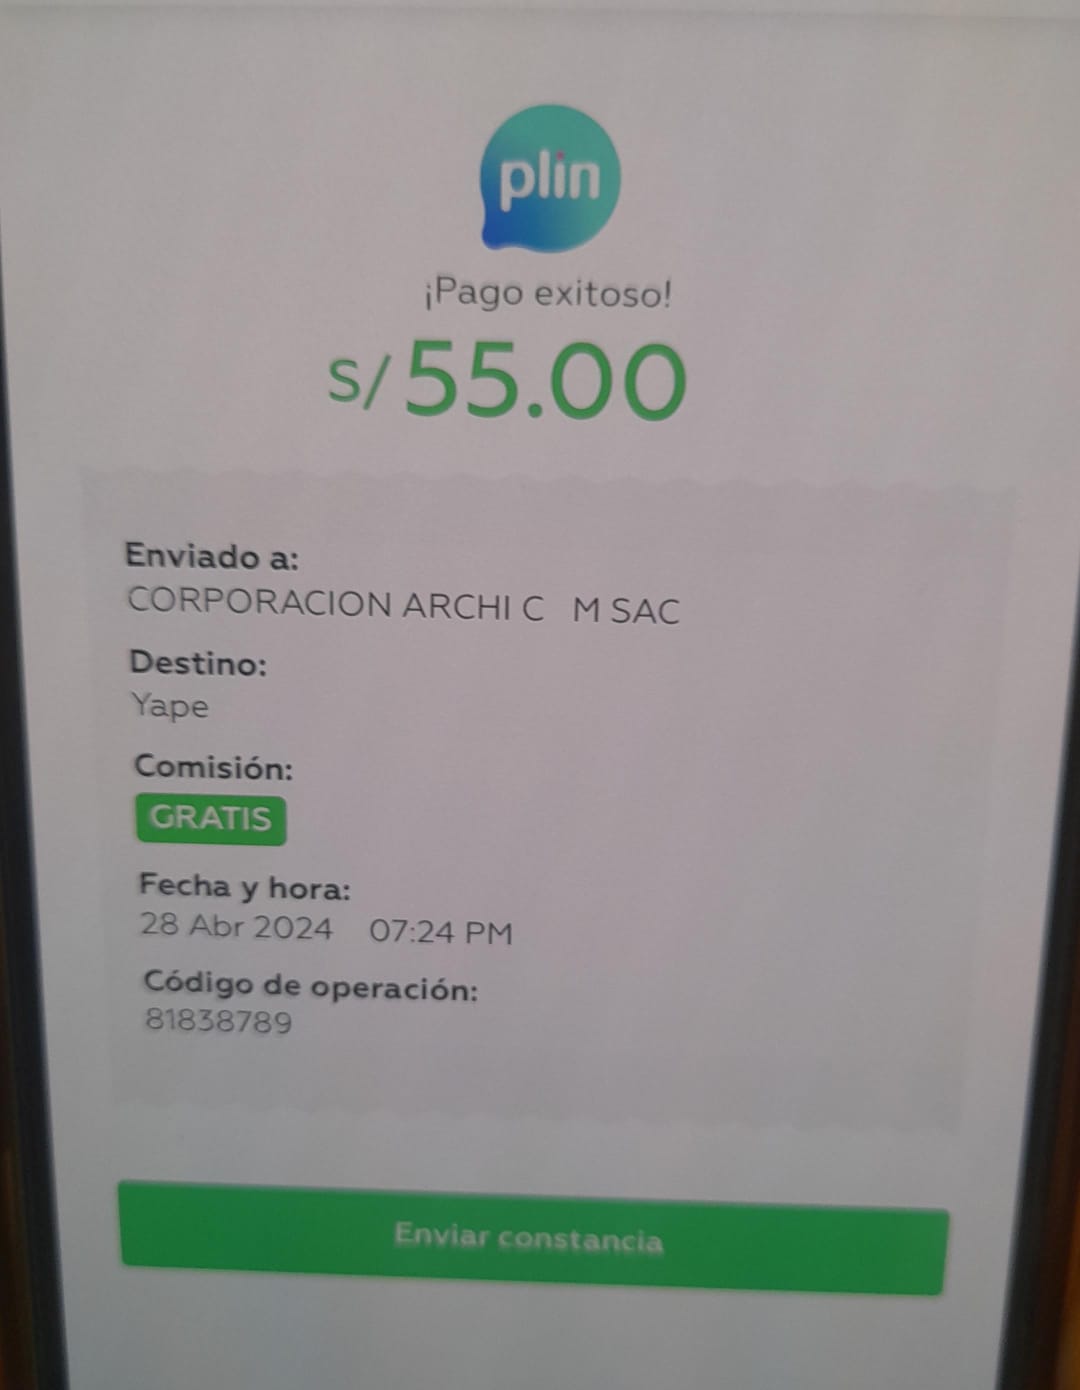 plin
¡Pago exitoso!
S/55.00
Enviado a:
CORPORACION ARCHI C   M SAC
Destino:
Yape
Comisión:
GRATIS
Fecha y hora:
28 Abr 2024   07:24 PM
Código de operación:
81838789
Enviar constancia